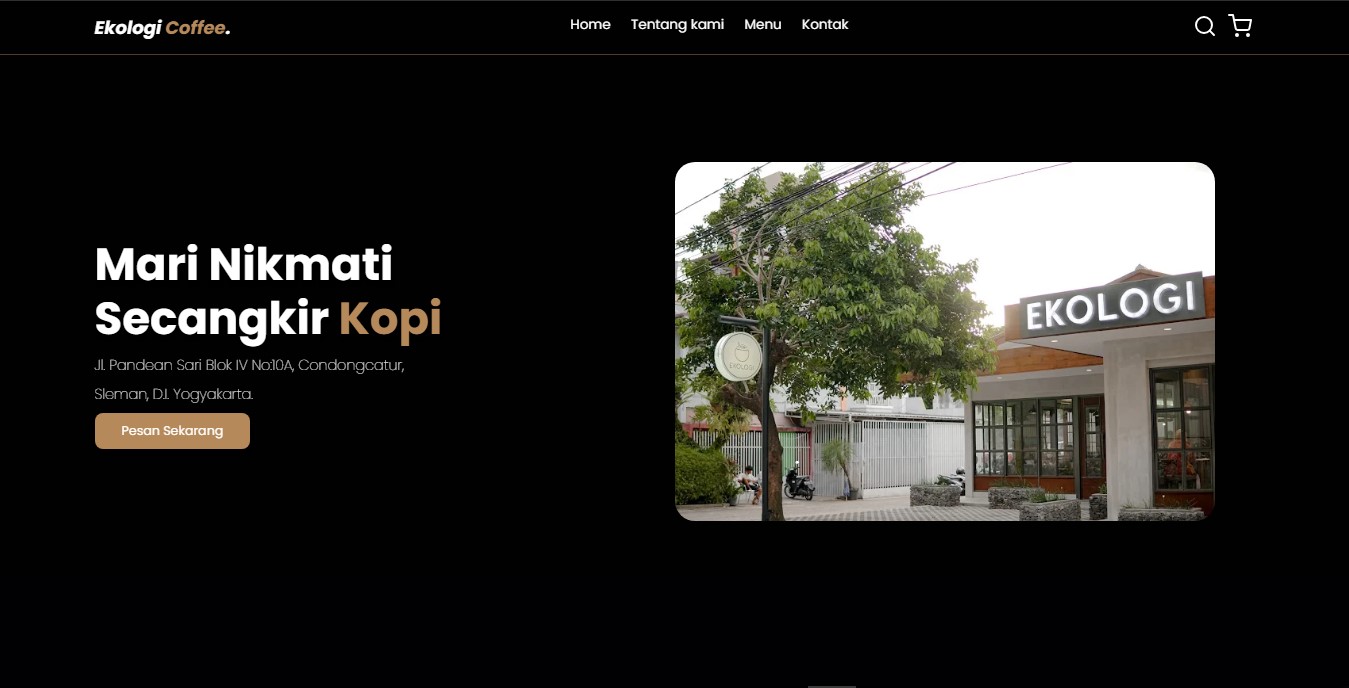 Ekologi Coffee.
Home Tentang kami Menu Kontak
Mari Nikmati
Secangkir Kopi
Jl. Pandean Sari Blok IV No:10A, Condongcatur,
Sleman, D.I. Yogyakarta.
Pesan Sekarang
EKOLOGI
EKOLOGI